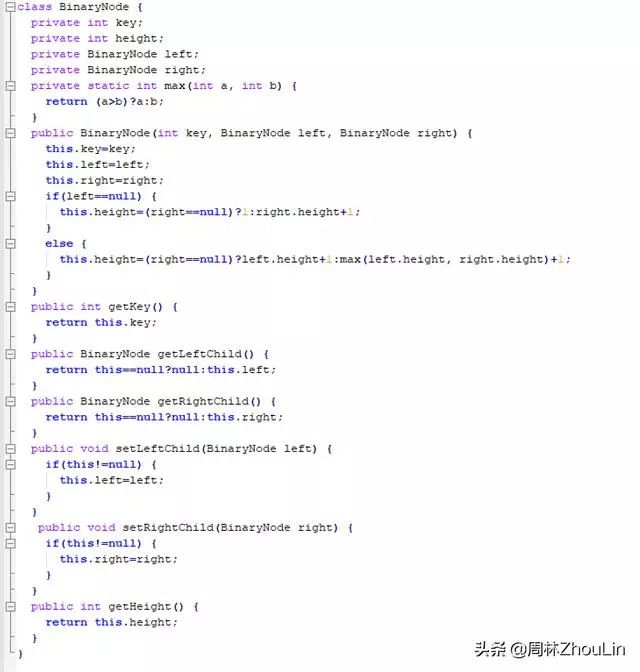 class BinaryNode {
private int key;
private int height;
private BinaryNode left;
private BinaryNode right;
private static int max(int a, int b) {
return (a>b)?a:b;
}
public BinaryNode(int key, BinaryNode left, BinaryNode right) {
this.key=key;
this.left=left;
this.right=right;
if(left==null) {
this.height=(right==null)?1:right.height+1;
}
else {
this.height=(right==null)?left.height+1:max(left.height, right.height)+1;
}
}
public int getKey() {
return this.key;
}
public BinaryNode getLeftChild() {
return this==null?null:this.left;
}
public BinaryNode getRightChild() {
return this==null?null:this.right;
}
public void setLeftChild(BinaryNode left) {
if(this!=null) {
this.left=left;
}
}
public void setRightChild(BinaryNode right) {
if(this!=null) {
this.right=right;
}
}
public int getHeight() {
return this.height;
}
}
头条 @周林ZhouLin